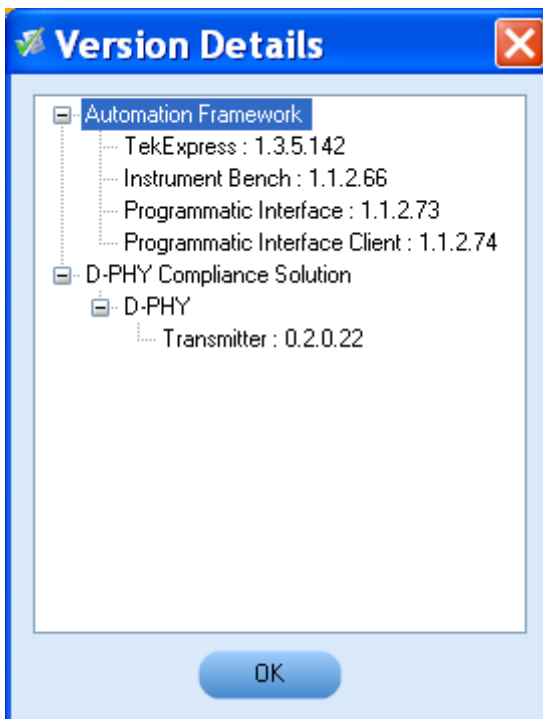 Version Details
Automation Framework
TekExpress : 1.3.5.142
Instrument Bench : 1.1.2.66
Programmatic Interface : 1.1.2.73
Programmatic Interface Client : 1.1.2.74
D-PHY Compliance Solution
D-PHY
Transmitter : 0.2.0.22
OK